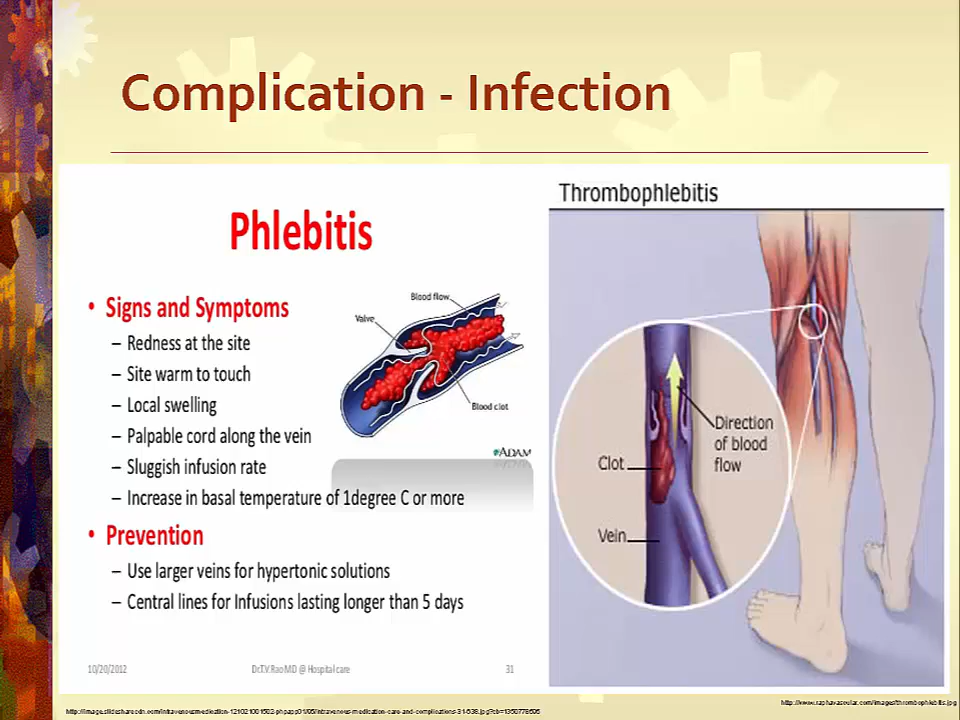 Complication - Infection
Phlebitis
• Signs and Symptoms
– Redness at the site
– Site warm to touch
– Local swelling
– Palpable cord along the vein
– Sluggish infusion rate
– Increase in basal temperature of 1degree C or more
• Prevention
– Use larger veins for hypertonic solutions
– Central lines for Infusions lasting longer than 5 days
Blood flow
Valve
Blood clot
ADAM
10/20/2012
Dr.T.V.Rao MD @ Hospital care
31
Thrombophlebitis
Direction
of blood
flow
Clot
Vein